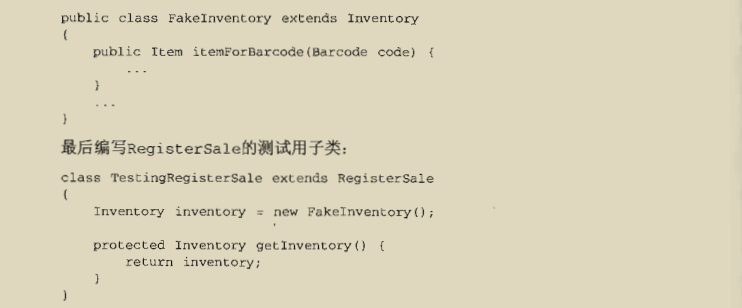 public class FakeInventory extends Inventory
{
    public Item itemForBarcode(Barcode code) {
        ...
    }
    ...
}
最后编写RegisterSale的测试用子类:
class TestingRegisterSale extends RegisterSale
{
    Inventory inventory = new FakeInventory();
    protected Inventory getInventory() {
        return inventory;
    }
}